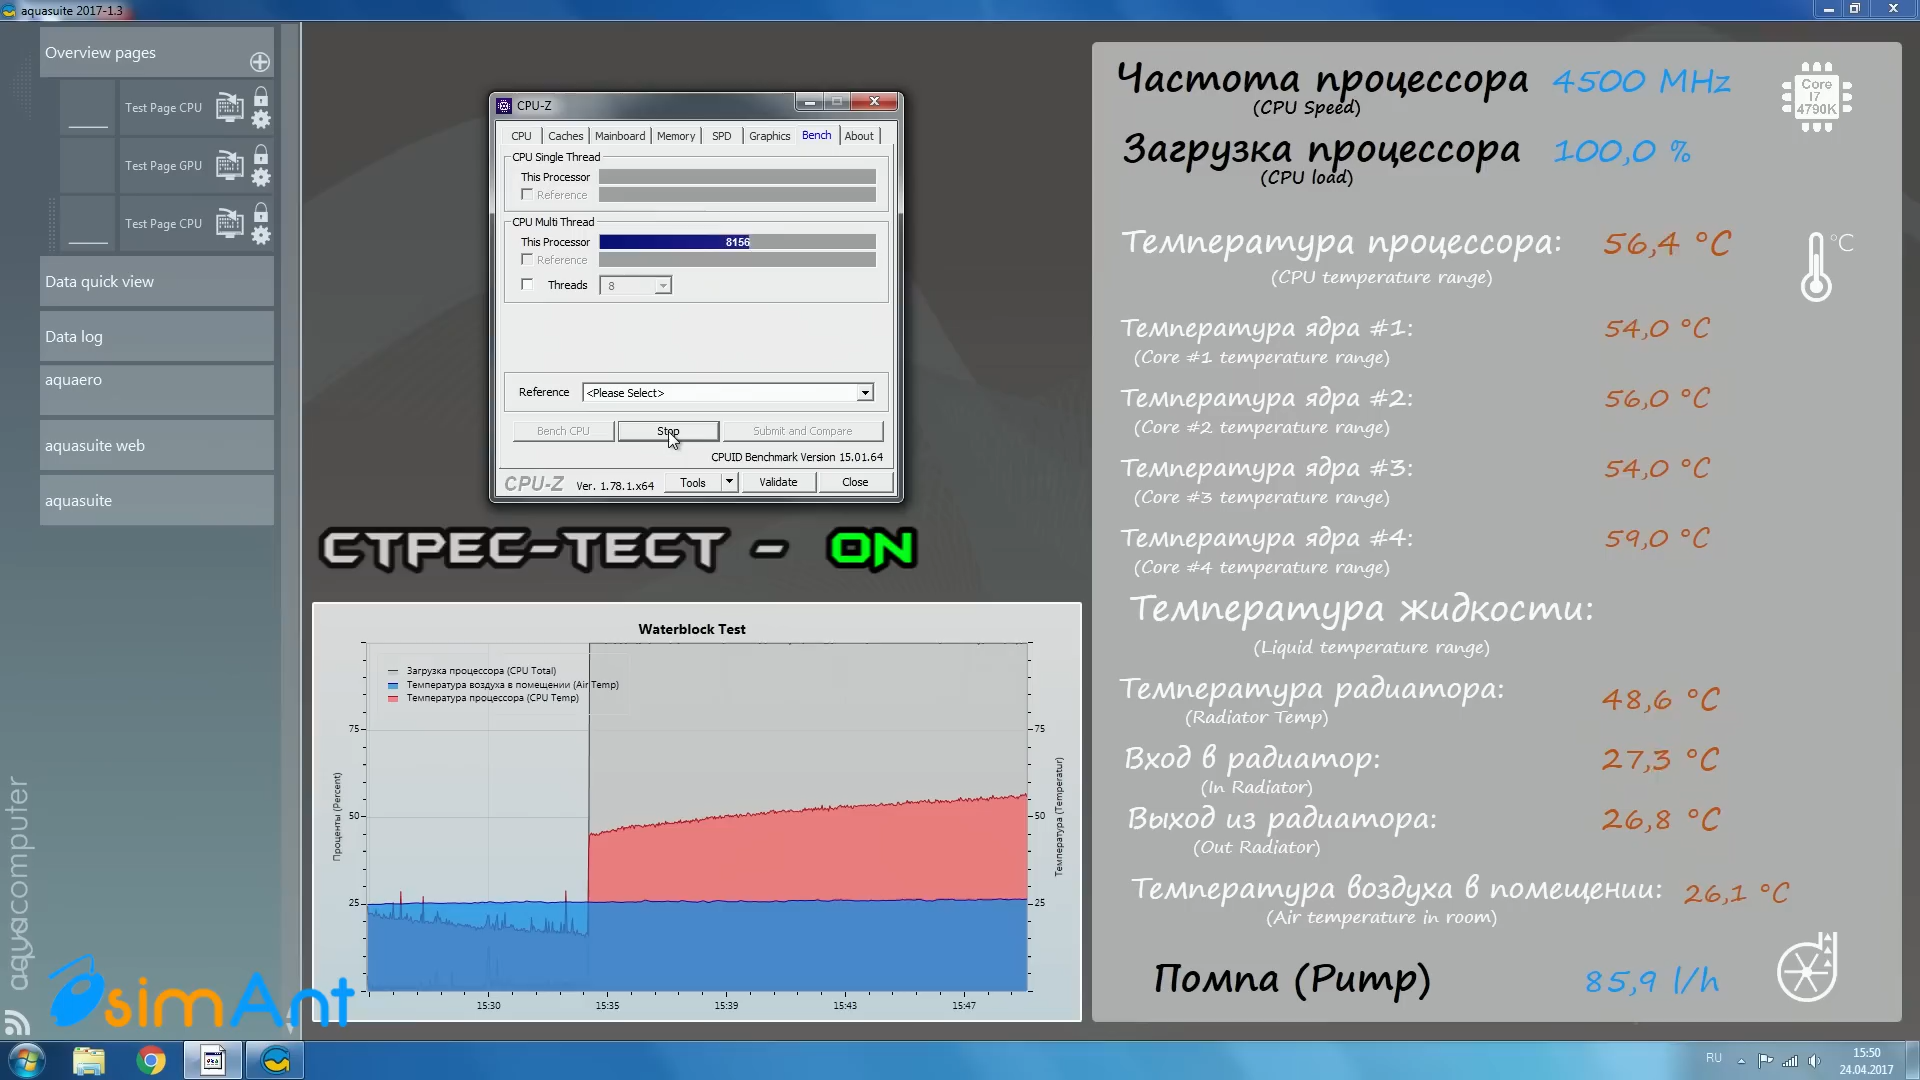 aquasuite 2017-1.3
Overview pages
Test Page CPU
Test Page GPU
Test Page CPU
Data quick view
Data log
aquaero
aquasuite web
aquasuite
aquacomputer
CPU-Z
CPU Caches Mainboard Memory SPD Graphics Bench About
CPU Single Thread
This Processor
Reference
CPU Multi Thread
This Processor 8156
Reference
Threads 8
Reference <Please Select>
Bench CPU Stop Submit and Compare
CPUID Benchmark Version 15.01.64
CPU-Z Ver. 1.78.1.x64 Tools Validate Close
СТРЕС-ТЕСТ - ON
Waterblock Test
Загрузка процессора (CPU Total)
Температура воздуха в помещении (Air Temp)
Температура процессора (CPU Temp)
Проценты (Percent)
75 75
50 50
25 25
Температура (Temperatur)
15:30 15:35 15:39 15:43 15:47
Частота процессора 4500 MHz
(CPU Speed)
Core
I7
4790K
Загрузка процессора 100,0 %
(CPU load)
Температура процессора: 56,4 °C
(CPU temperature range)
°C
Температура ядра #1: 54,0 °C
(Core #1 temperature range)
Температура ядра #2: 56,0 °C
(Core #2 temperature range)
Температура ядра #3: 54,0 °C
(Core #3 temperature range)
Температура ядра #4: 59,0 °C
(Core #4 temperature range)
Температура жидкости:
(Liquid temperature range)
Температура радиатора: 48,6 °C
(Radiator Temp)
Вход в радиатор: 27,3 °C
(In Radiator)
Выход из радиатора: 26,8 °C
(Out Radiator)
Температура воздуха в помещении: 26,1 °C
(Air temperature in room)
Помпа (Pump) 85,9 l/h
simAnt
RU
15:50
24.04.2017